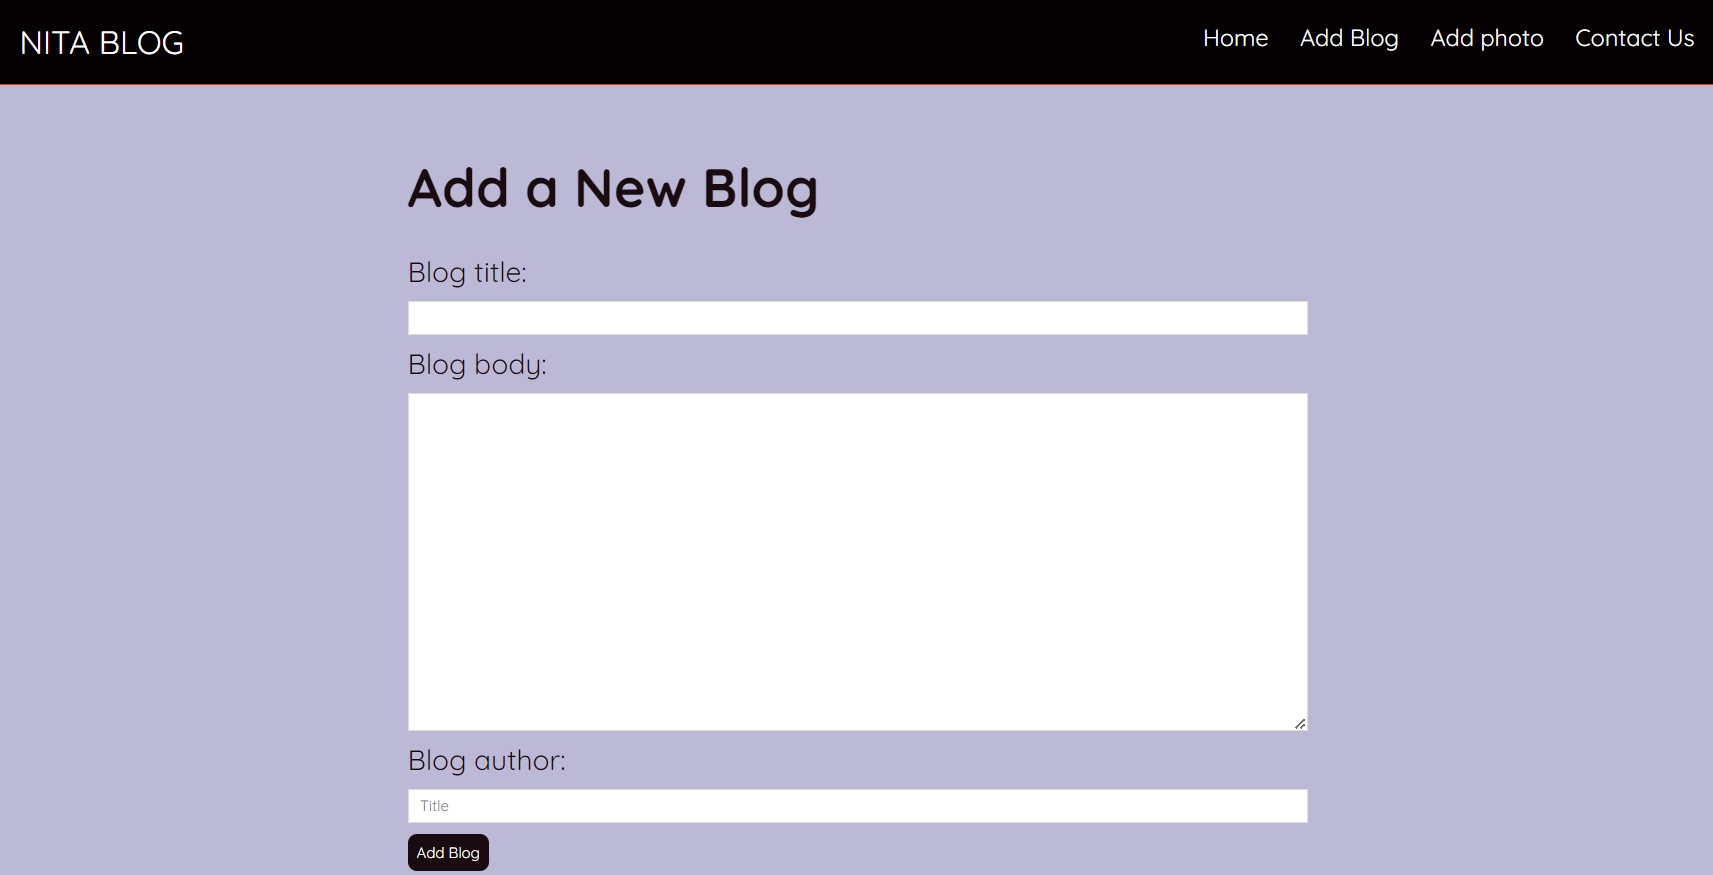 NITA BLOG
Home Add Blog Add photo Contact Us
Add a New Blog
Blog title:
Blog body:
Blog author:
Title
Add Blog